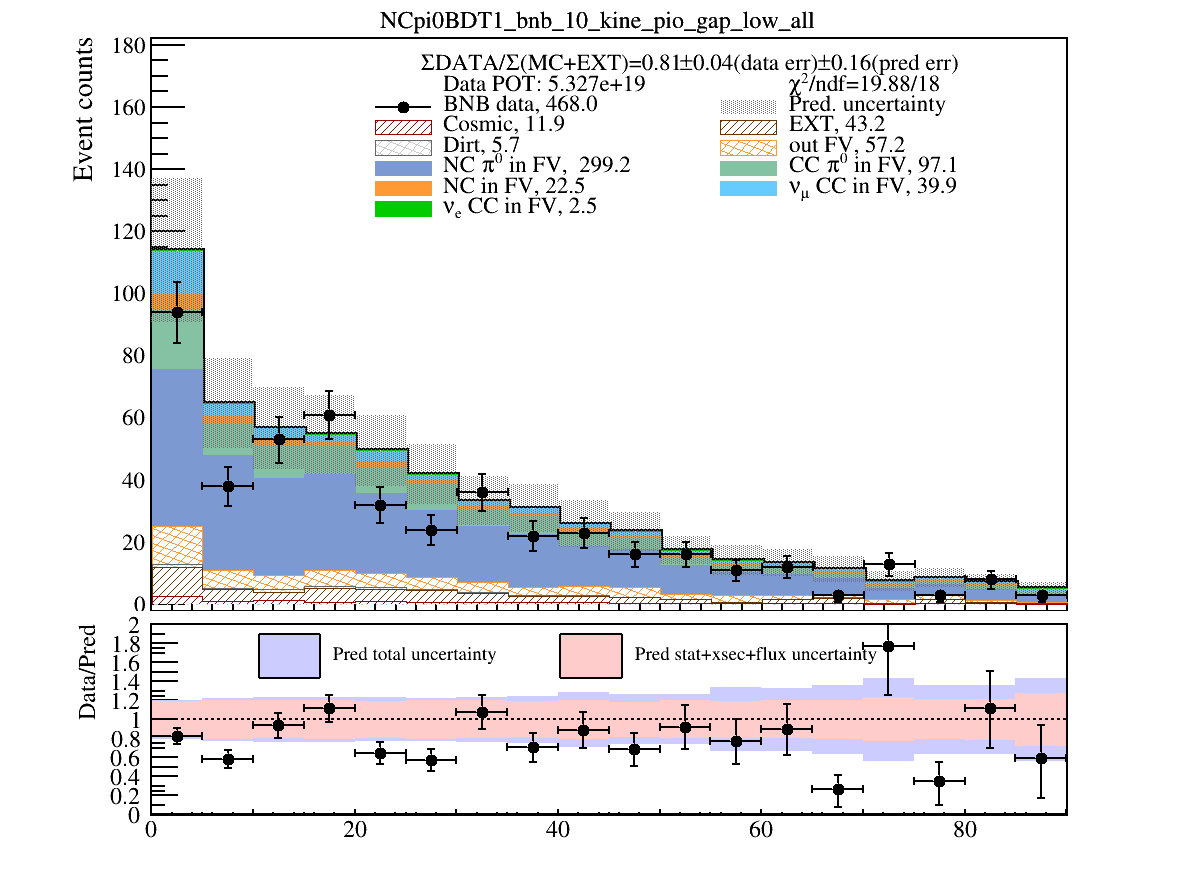 NCpi0BDT1_bnb_10_kine_pio_gap_low_all
ΣDATA/Σ(MC+EXT)=0.81±0.04(data err)±0.16(pred err)
Data POT: 5.327e+19
χ²/ndf=19.88/18
BNB data, 468.0
Pred. uncertainty
Cosmic, 11.9
EXT, 43.2
Dirt, 5.7
out FV, 57.2
NC π⁰ in FV, 299.2
CC π⁰ in FV, 97.1
NC in FV, 22.5
νμ CC in FV, 39.9
νe CC in FV, 2.5
Event counts
180
160
140
120
100
80
60
40
20
0
Data/Pred
Pred total uncertainty
Pred stat+xsec+flux uncertainty
2
1.8
1.6
1.4
1.2
1
0.8
0.6
0.4
0.2
0
0 20 40 60 80